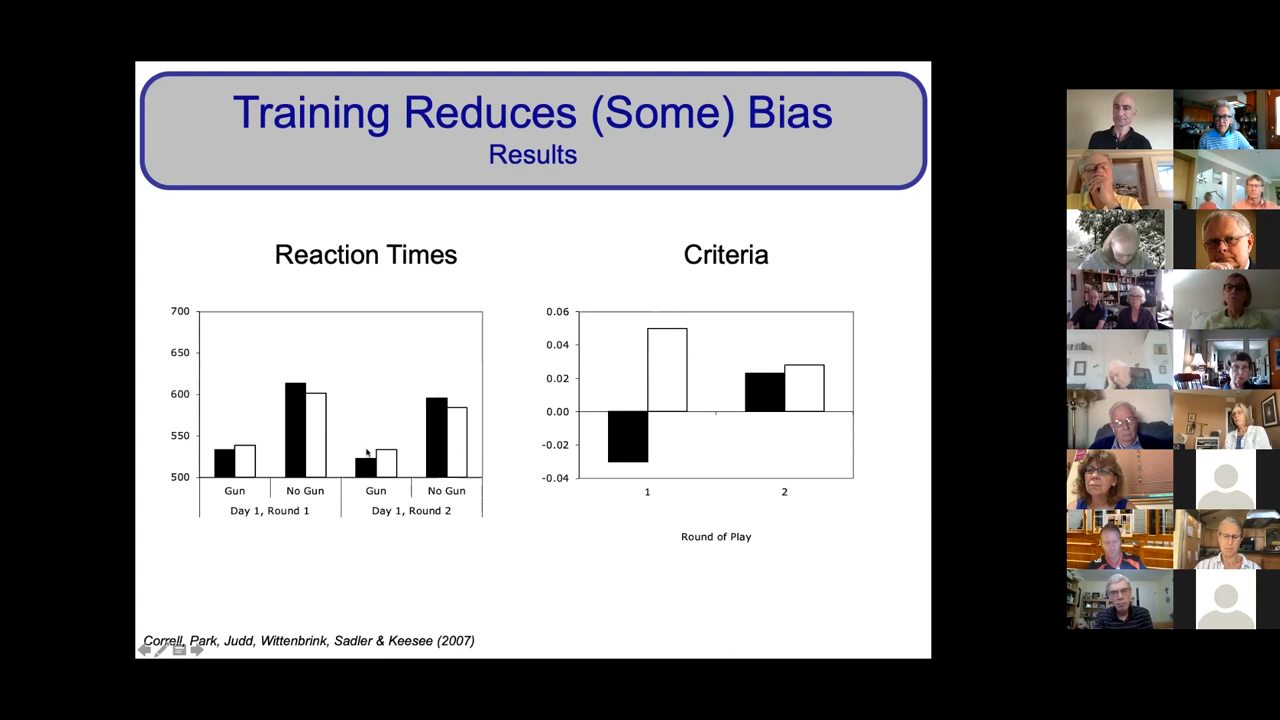 Training Reduces (Some) Bias
Results
Reaction Times
700
650
600
550
500
Gun
No Gun
Gun
No Gun
Day 1, Round 1
Day 1, Round 2
Criteria
0.06
0.04
0.02
0.00
-0.02
-0.04
1
2
Round of Play
Correll, Park, Judd, Wittenbrink, Sadler & Keesee (2007)